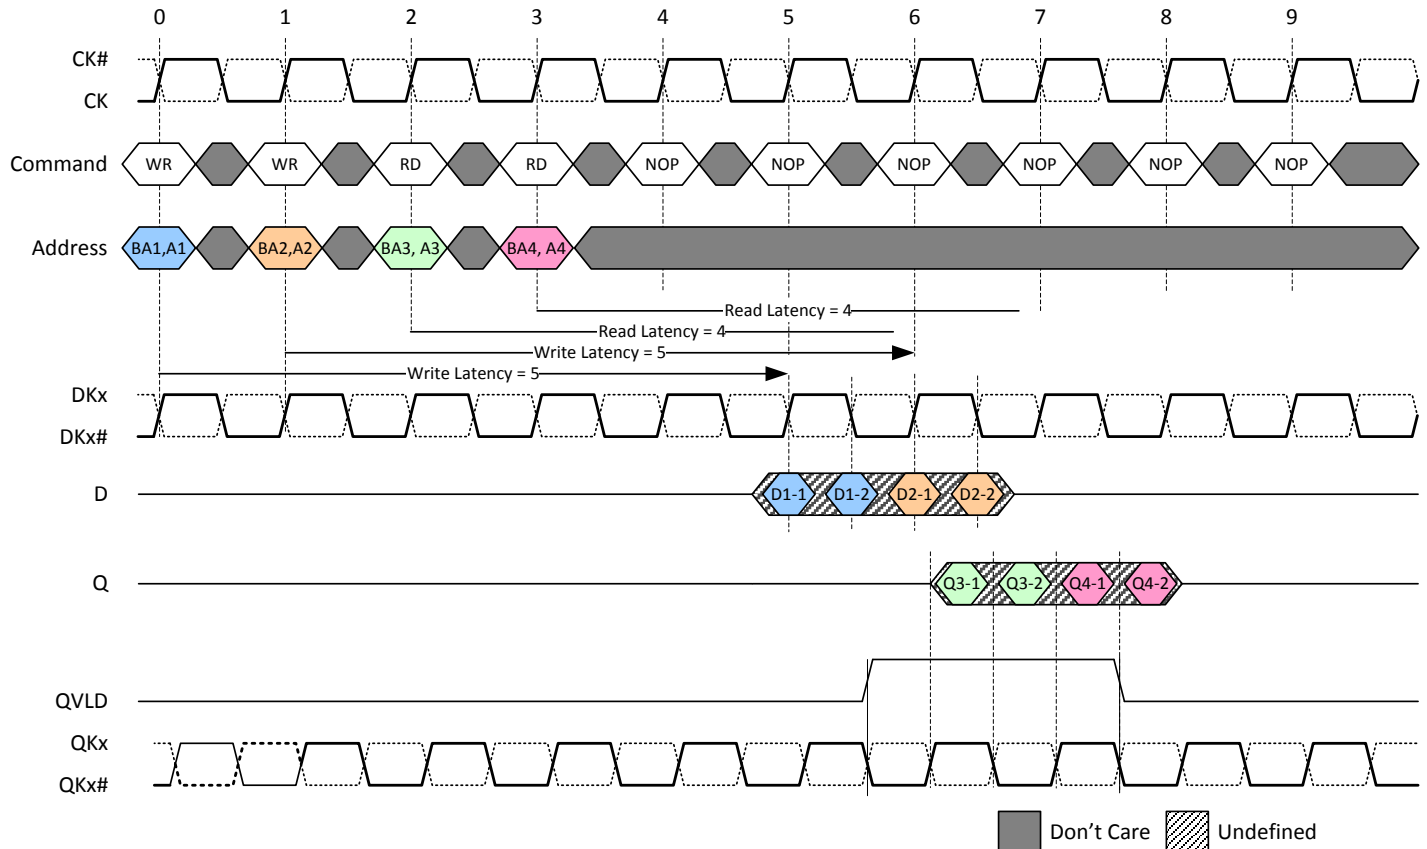 0 1 2 3 4 5 6 7 8 9
CK#
CK
Command WR WR RD RD NOP NOP NOP NOP NOP NOP
Address BA1,A1 BA2,A2 BA3, A3 BA4, A4
Read Latency = 4
Read Latency = 4
Write Latency = 5
Write Latency = 5
DKx
DKx#
D D1-1 D1-2 D2-1 D2-2
Q Q3-1 Q3-2 Q4-1 Q4-2
QVLD
QKx
QKx#
Don't Care Undefined